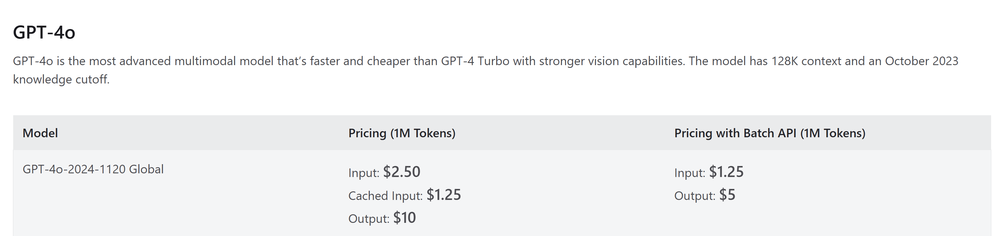 GPT-4o
GPT-4o is the most advanced multimodal model that’s faster and cheaper than GPT-4 Turbo with stronger vision capabilities. The model has 128K context and an October 2023
knowledge cutoff.
Model Pricing (1M Tokens) Pricing with Batch API (1M Tokens)
GPT-4o-2024-1120 Global Input: $2.50 Input: $1.25
Cached Input: $1.25 Output: $5
Output: $10